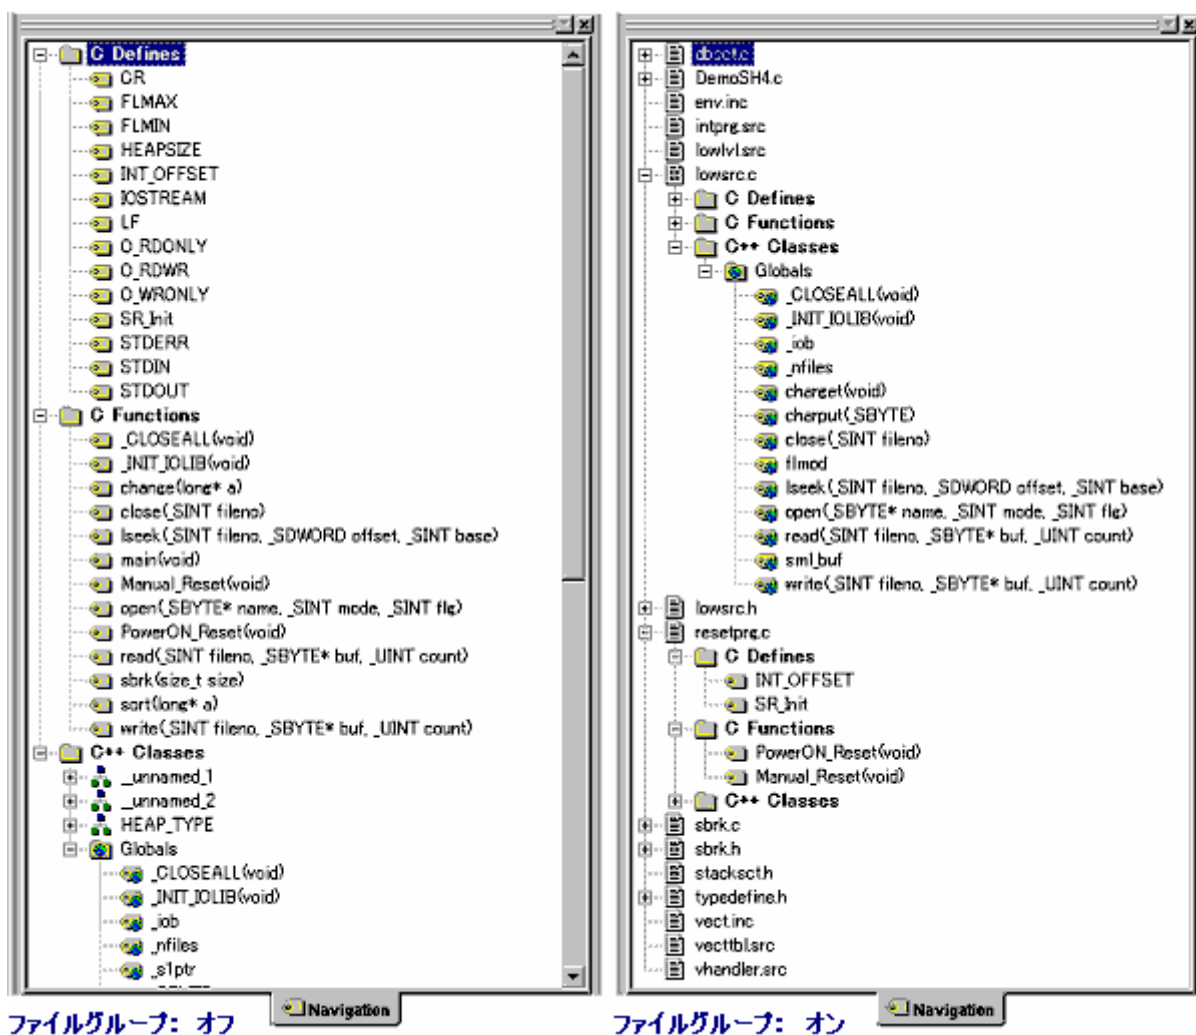 C Defines
CR
FLMAX
FLMIN
HEAPSIZE
INT_OFFSET
IOSTREAM
LF
O_RDONLY
O_RDWR
O_WRONLY
SR_Init
STDERR
STDIN
STDOUT
C Functions
_CLOSEALL(void)
_INIT_IOLIB(void)
change(long* a)
close(_SINT fileno)
lseek(_SINT fileno, _SDWORD offset, _SINT base)
main(void)
Manual_Reset(void)
open(_SBYTE* name, _SINT mode, _SINT flg)
PowerON_Reset(void)
read(_SINT fileno, _SBYTE* buf, _UINT count)
sbrk(size_t size)
sort(long* a)
write(_SINT fileno, _SBYTE* buf, _UINT count)
C++ Classes
__unnamed_1
__unnamed_2
HEAP_TYPE
Globals
_CLOSEALL(void)
_INIT_IOLIB(void)
_iob
_nfiles
_s1ptr
Navigation
ファイルグループ: オフ
dbsct.c
DemoSH4.c
env.inc
intprg.src
lowlvl.src
lowsrc.c
C Defines
C Functions
C++ Classes
Globals
_CLOSEALL(void)
_INIT_IOLIB(void)
_iob
_nfiles
charget(void)
charput(_SBYTE)
close(_SINT fileno)
flmod
lseek(_SINT fileno, _SDWORD offset, _SINT base)
open(_SBYTE* name, _SINT mode, _SINT flg)
read(_SINT fileno, _SBYTE* buf, _UINT count)
sml_buf
write(_SINT fileno, _SBYTE* buf, _UINT count)
lowsrc.h
resetprg.c
C Defines
INT_OFFSET
SR_Init
C Functions
PowerON_Reset(void)
Manual_Reset(void)
C++ Classes
sbrk.c
sbrk.h
stacksct.h
typedefine.h
vect.inc
vecttbl.src
vhandler.src
Navigation
ファイルグループ: オン